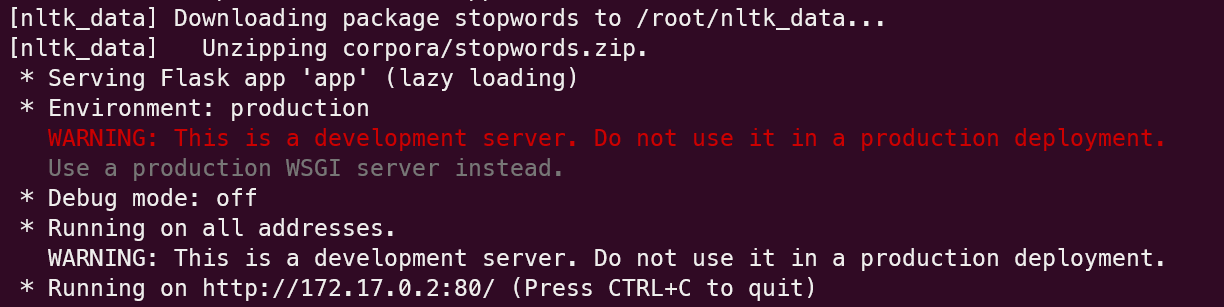 [nltk_data] Downloading package stopwords to /root/nltk_data...
[nltk_data]   Unzipping corpora/stopwords.zip.
 * Serving Flask app 'app' (lazy loading)
 * Environment: production
   WARNING: This is a development server. Do not use it in a production deployment.
   Use a production WSGI server instead.
 * Debug mode: off
 * Running on all addresses.
   WARNING: This is a development server. Do not use it in a production deployment.
 * Running on http://172.17.0.2:80/ (Press CTRL+C to quit)